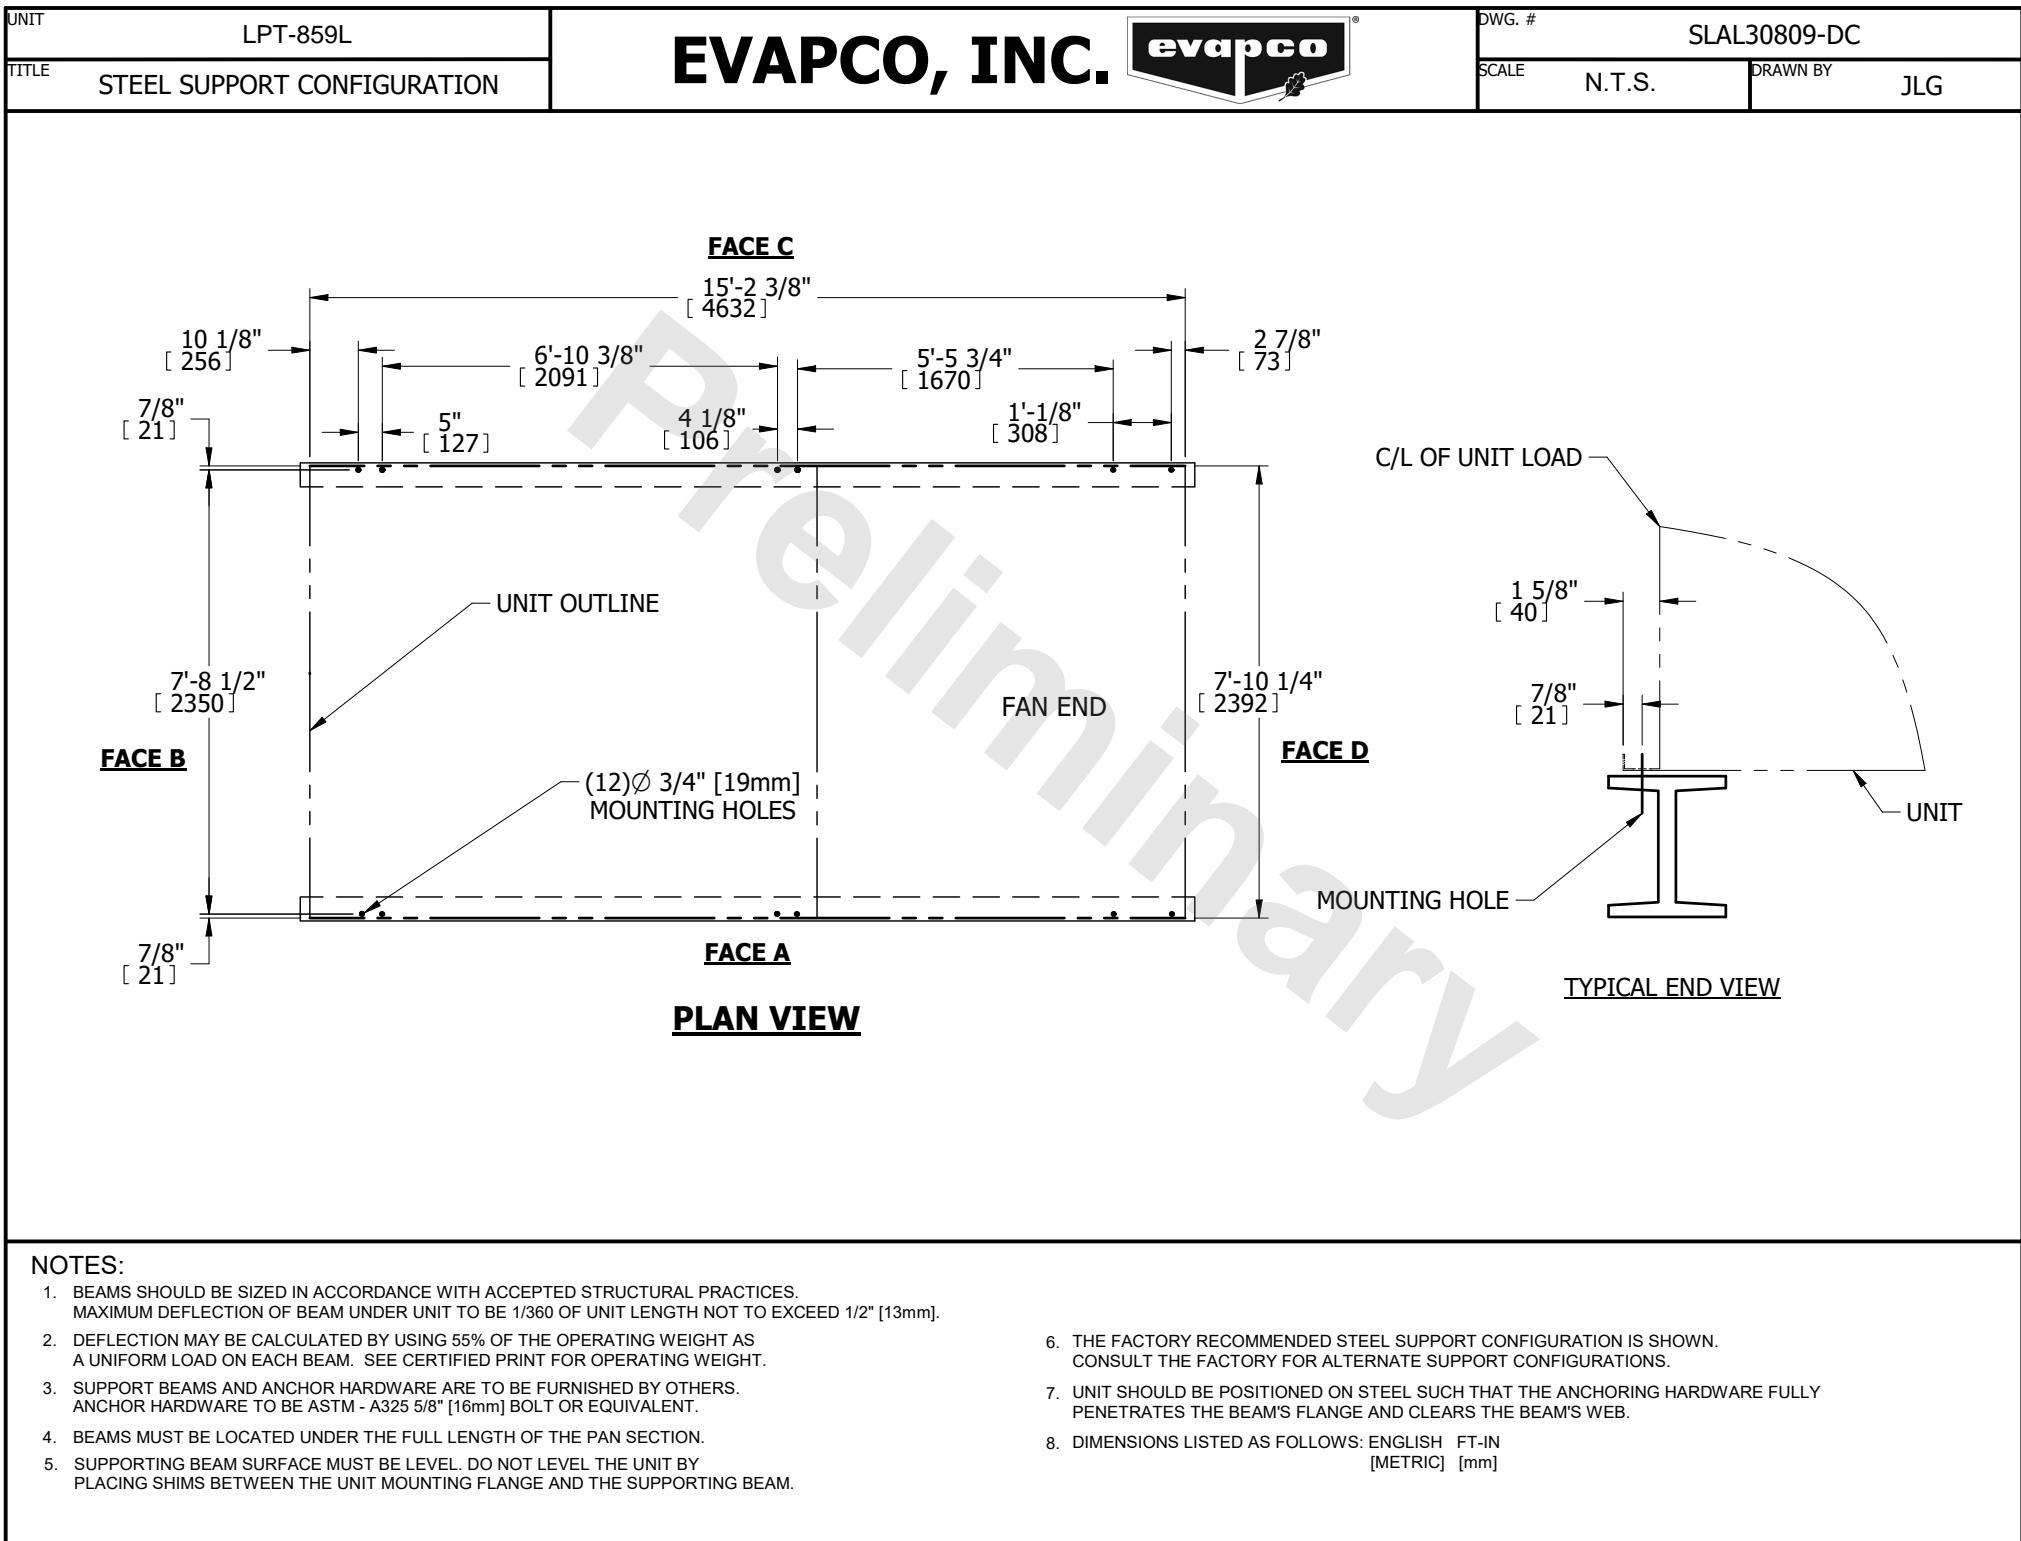 UNIT
LPT-859L
TITLE
STEEL SUPPORT CONFIGURATION
EVAPCO, INC.
evapco
®
DWG. #
SLAL30809-DC
SCALE
N.T.S.
DRAWN BY
JLG
FACE C
15'-2 3/8"
[ 4632]
10 1/8"
[ 256]
6'-10 3/8"
[ 2091]
5'-5 3/4"
[ 1670]
2 7/8"
[ 73]
7/8"
[ 21]
5"
[ 127]
4 1/8"
[ 106]
1'-1/8"
[ 308]
C/L OF UNIT LOAD
UNIT OUTLINE
1 5/8"
[ 40]
7'-8 1/2"
[ 2350]
FAN END
7'-10 1/4"
[ 2392]
7/8"
[ 21]
FACE B
FACE D
(12)Ø 3/4" [19mm]
MOUNTING HOLES
UNIT
MOUNTING HOLE
7/8"
[ 21]
FACE A
TYPICAL END VIEW
PLAN VIEW
Preliminary
NOTES:
1. BEAMS SHOULD BE SIZED IN ACCORDANCE WITH ACCEPTED STRUCTURAL PRACTICES.
MAXIMUM DEFLECTION OF BEAM UNDER UNIT TO BE 1/360 OF UNIT LENGTH NOT TO EXCEED 1/2" [13mm].
2. DEFLECTION MAY BE CALCULATED BY USING 55% OF THE OPERATING WEIGHT AS
A UNIFORM LOAD ON EACH BEAM. SEE CERTIFIED PRINT FOR OPERATING WEIGHT.
3. SUPPORT BEAMS AND ANCHOR HARDWARE ARE TO BE FURNISHED BY OTHERS.
ANCHOR HARDWARE TO BE ASTM - A325 5/8" [16mm] BOLT OR EQUIVALENT.
4. BEAMS MUST BE LOCATED UNDER THE FULL LENGTH OF THE PAN SECTION.
5. SUPPORTING BEAM SURFACE MUST BE LEVEL. DO NOT LEVEL THE UNIT BY
PLACING SHIMS BETWEEN THE UNIT MOUNTING FLANGE AND THE SUPPORTING BEAM.
6. THE FACTORY RECOMMENDED STEEL SUPPORT CONFIGURATION IS SHOWN.
CONSULT THE FACTORY FOR ALTERNATE SUPPORT CONFIGURATIONS.
7. UNIT SHOULD BE POSITIONED ON STEEL SUCH THAT THE ANCHORING HARDWARE FULLY
PENETRATES THE BEAM'S FLANGE AND CLEARS THE BEAM'S WEB.
8. DIMENSIONS LISTED AS FOLLOWS: ENGLISH FT-IN
[METRIC] [mm]